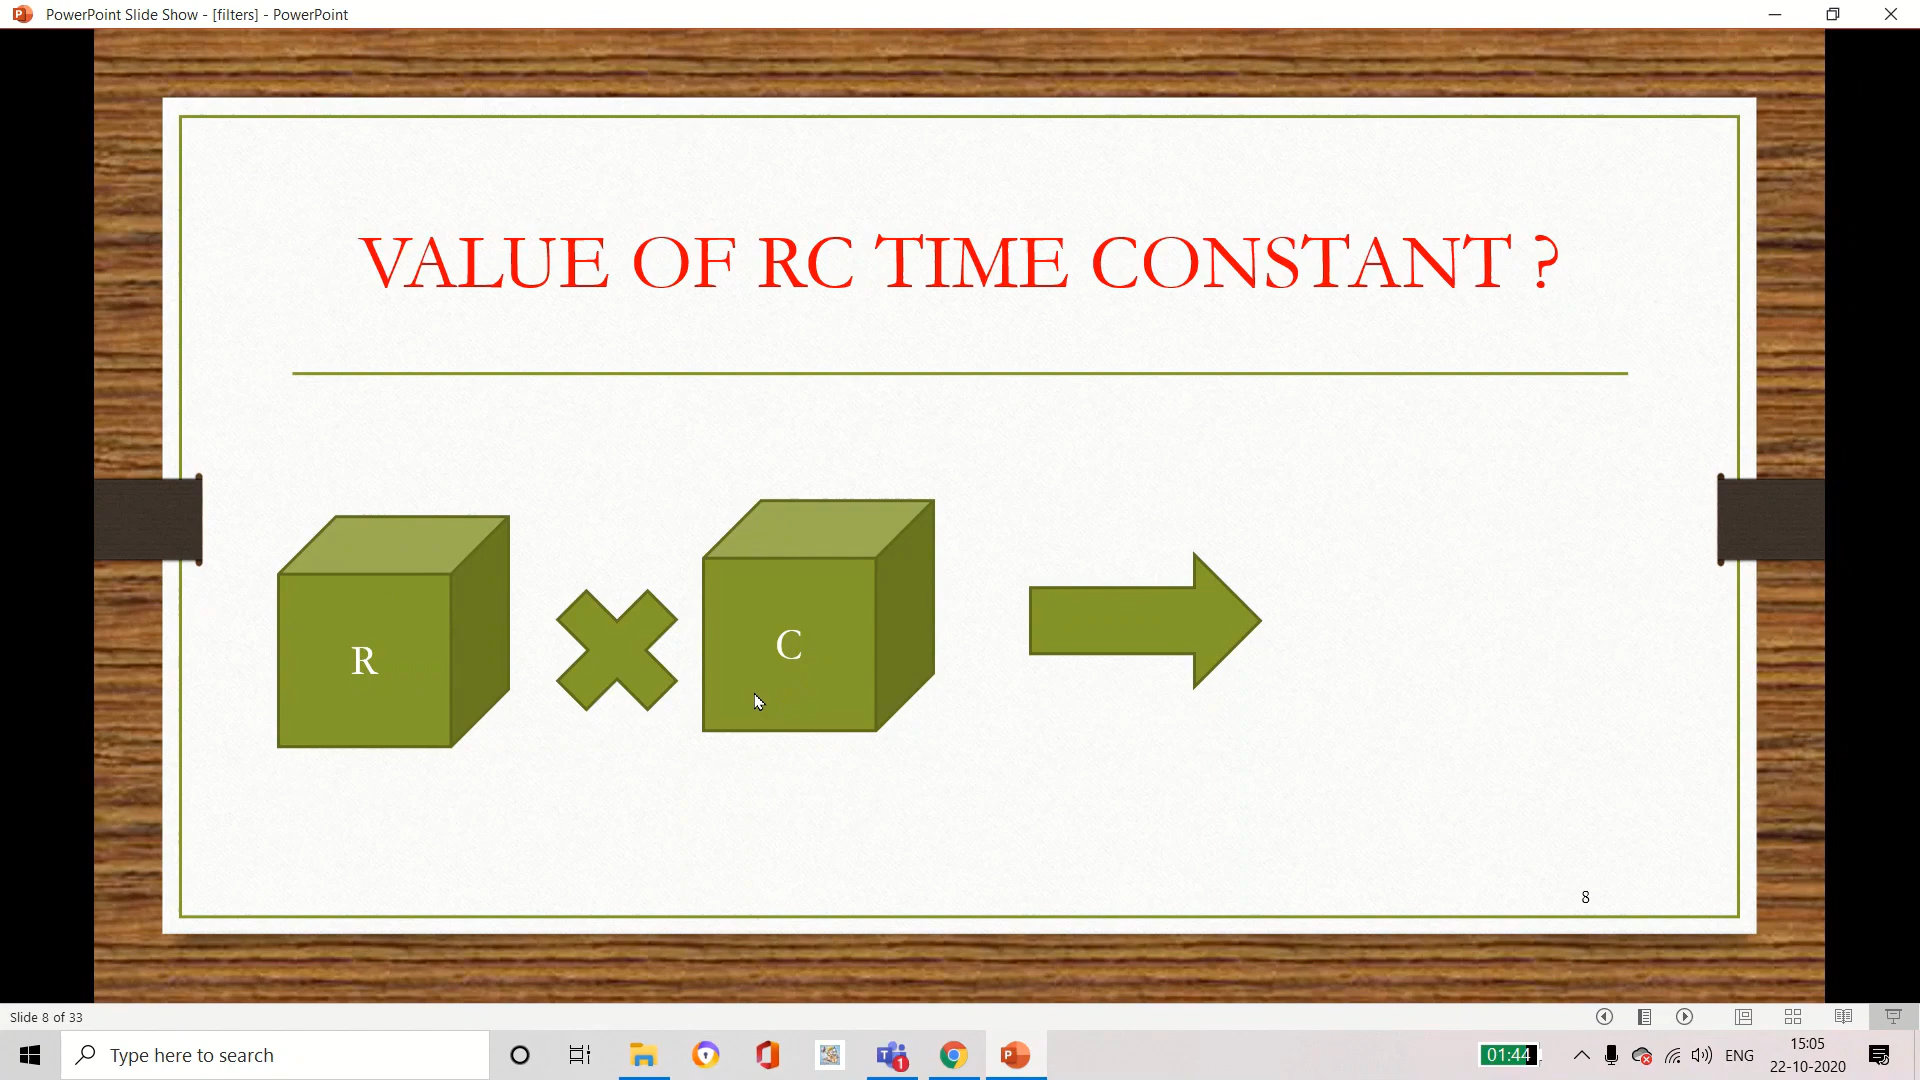 PowerPoint Slide Show - [filters] - PowerPoint
VALUE OF RC TIME CONSTANT ?
R
C
8
Slide 8 of 33
Type here to search
1
01:44
ENG
15:05
22-10-2020